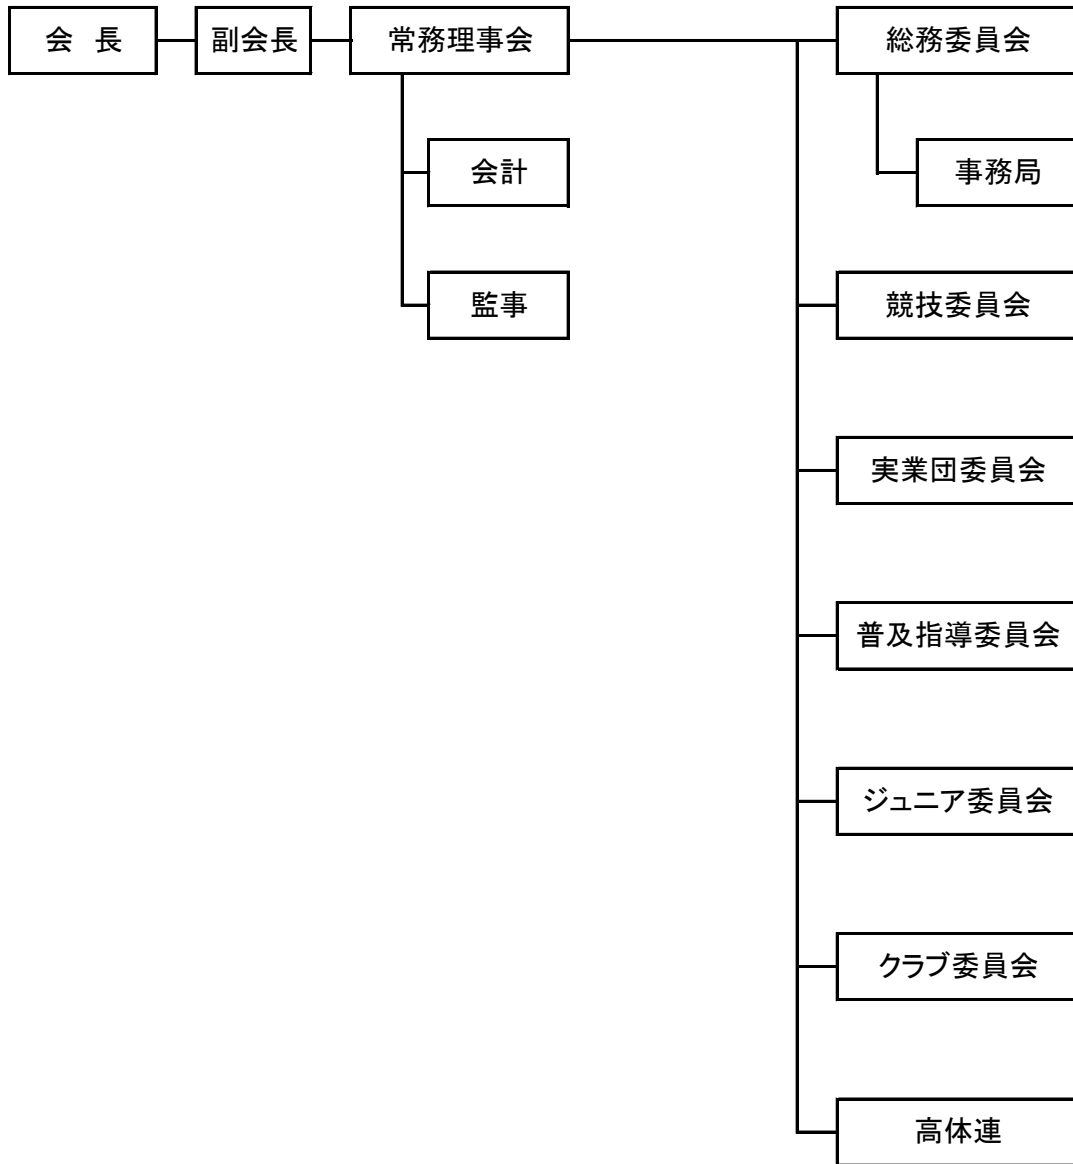 会 長
副会長
常務理事会
総務委員会
会計
事務局
監事
競技委員会
実業団委員会
普及指導委員会
ジュニア委員会
クラブ委員会
高体連